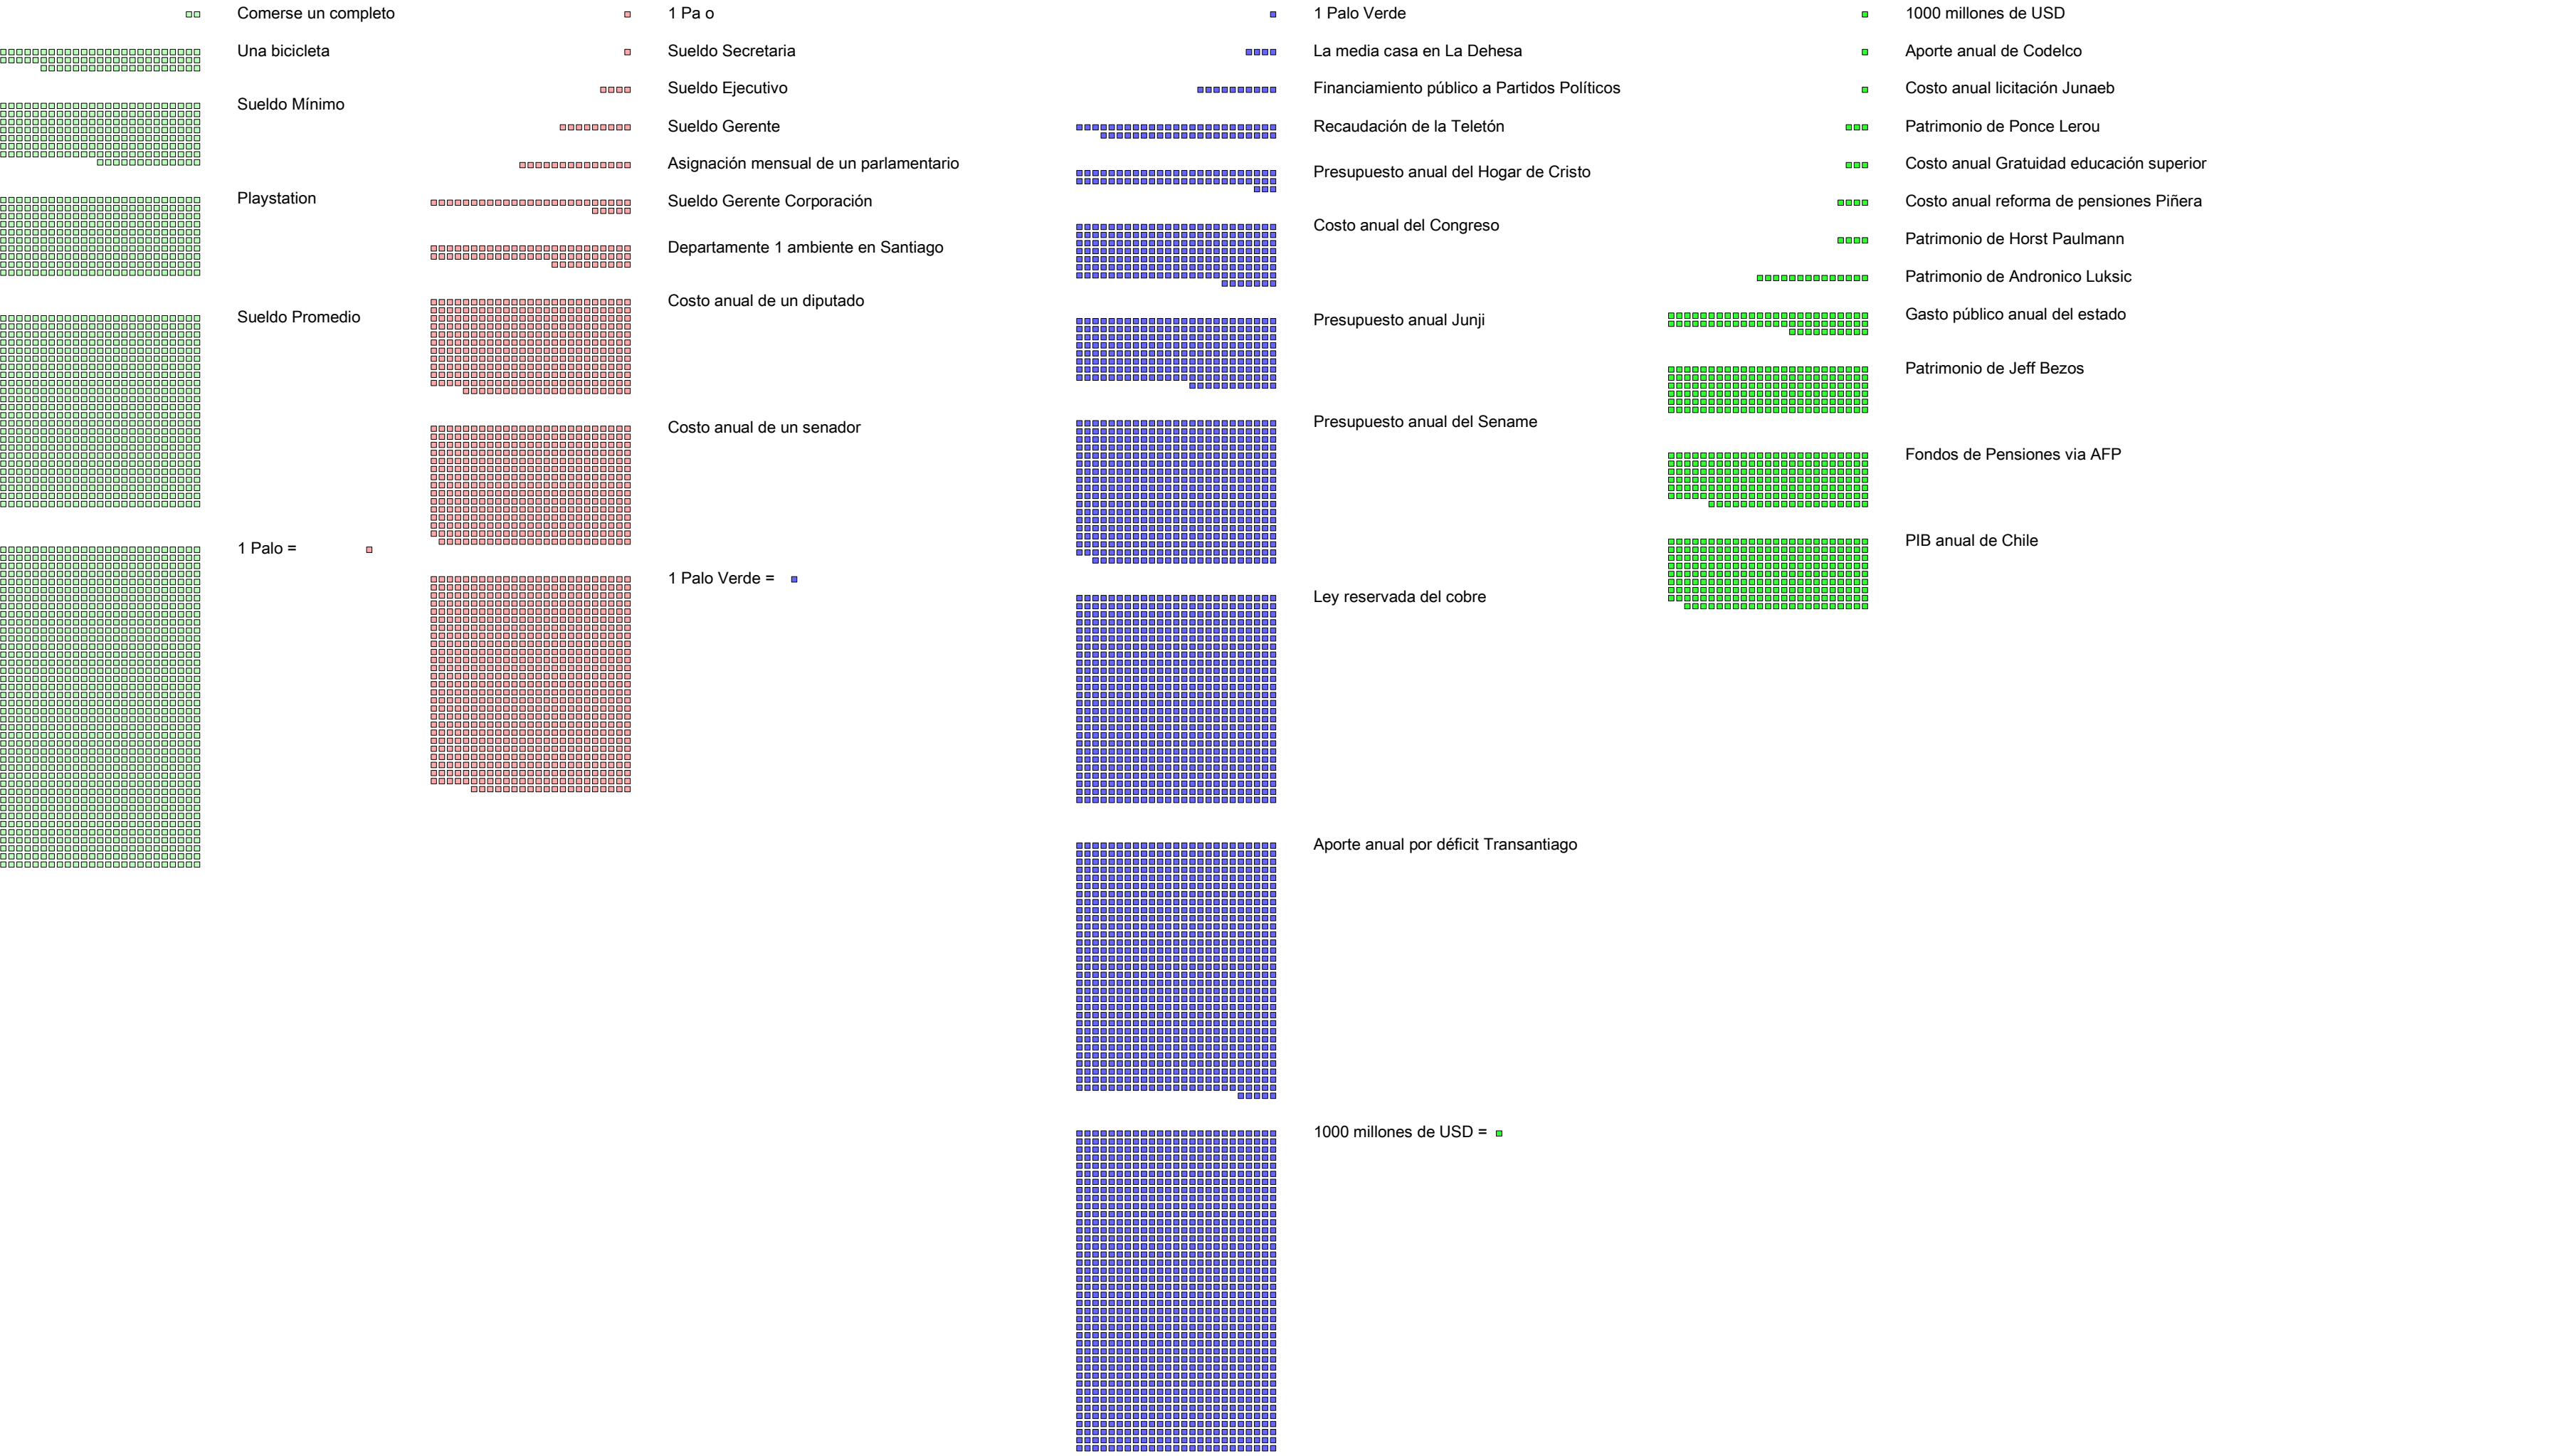 Comerse un completo
Una bicicleta
Sueldo Mínimo
Playstation
Sueldo Promedio
1 Palo =
1 Pa o
Sueldo Secretaria
Sueldo Ejecutivo
Sueldo Gerente
Asignación mensual de un parlamentario
Sueldo Gerente Corporación
Departamente 1 ambiente en Santiago
Costo anual de un diputado
Costo anual de un senador
1 Palo Verde =
1 Palo Verde
La media casa en La Dehesa
Financiamiento público a Partidos Políticos
Recaudación de la Teletón
Presupuesto anual del Hogar de Cristo
Costo anual del Congreso
Presupuesto anual Junji
Presupuesto anual del Sename
Ley reservada del cobre
Aporte anual por déficit Transantiago
1000 millones de USD =
1000 millones de USD
Aporte anual de Codelco
Costo anual licitación Junaeb
Patrimonio de Ponce Lerou
Costo anual Gratuidad educación superior
Costo anual reforma de pensiones Piñera
Patrimonio de Horst Paulmann
Patrimonio de Andronico Luksic
Gasto público anual del estado
Patrimonio de Jeff Bezos
Fondos de Pensiones via AFP
PIB anual de Chile